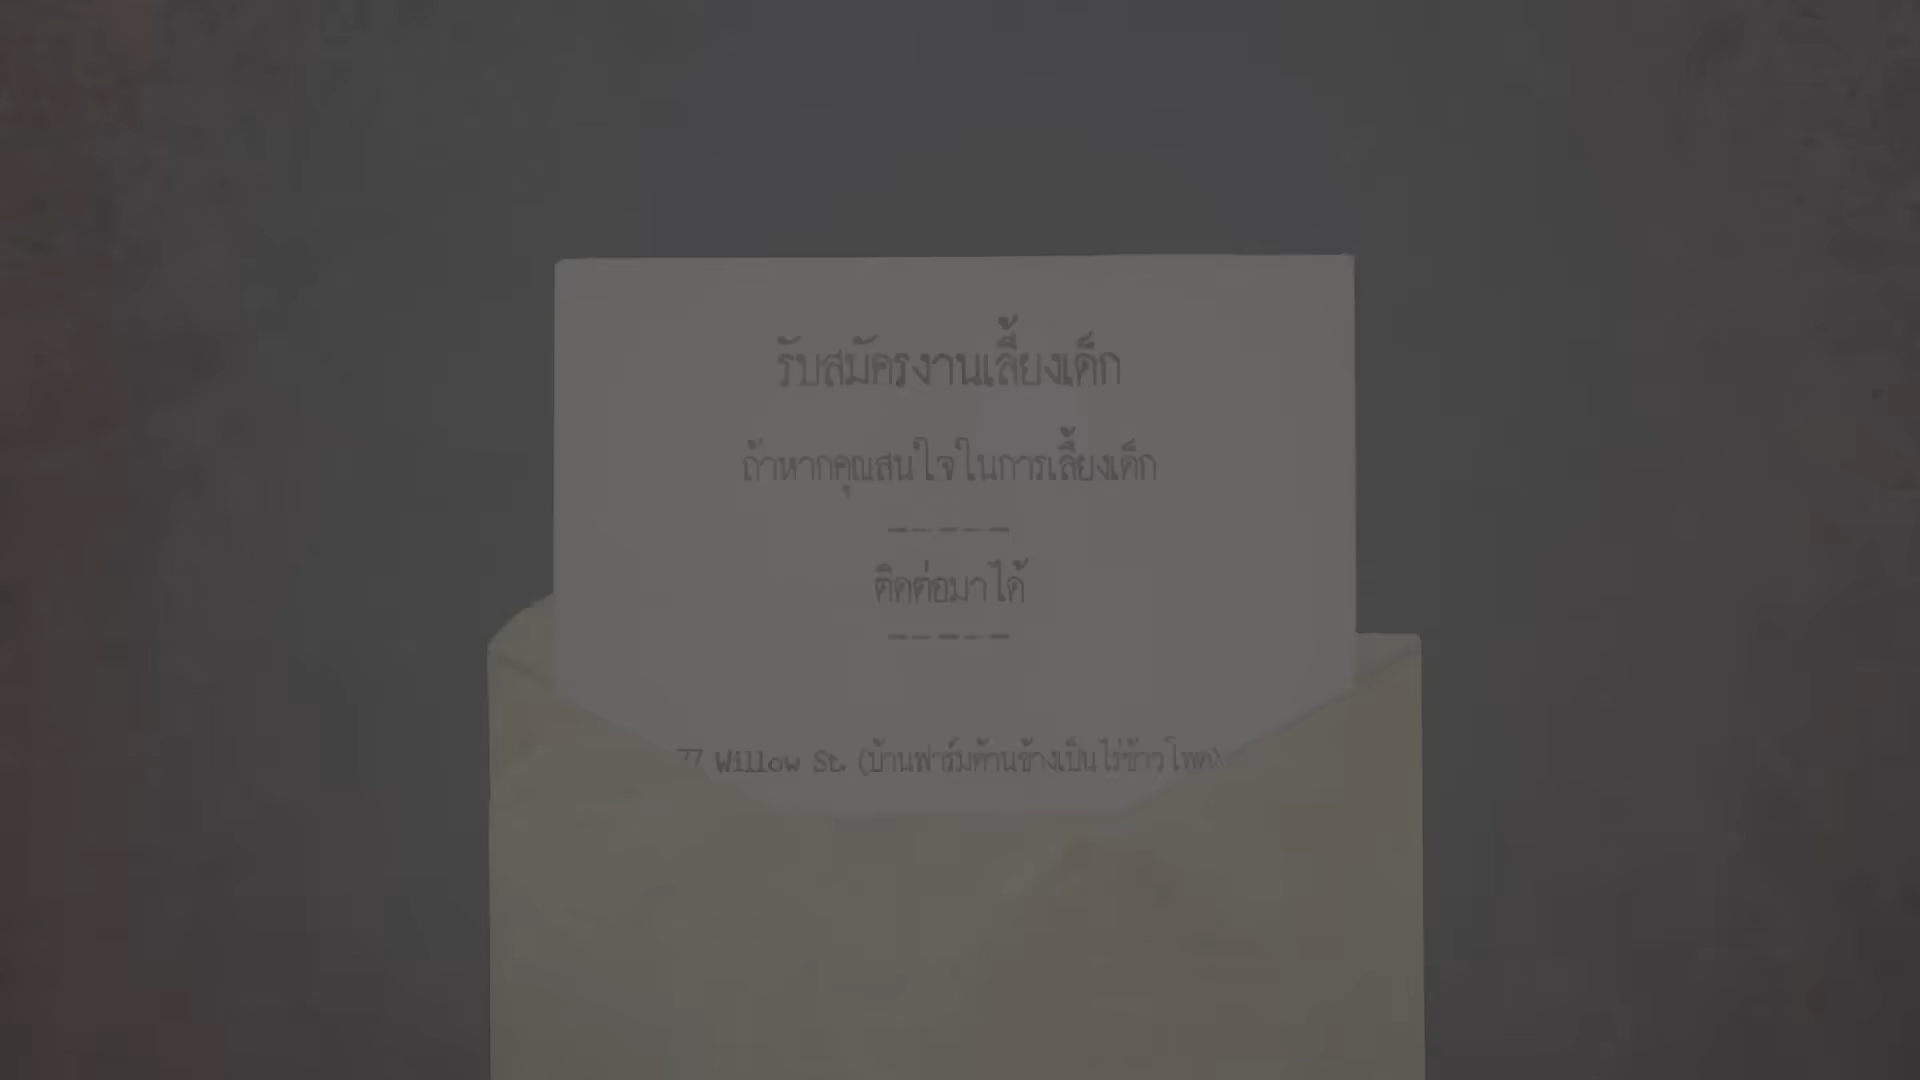 รับสมัครงานเลี้ยงเด็ก
ถ้าหากคุณสนใจในการเลี้ยงเด็ก
-----
ติดต่อมาได้
-----
77 Willow St. (บ้านฟาร์มด้านข้างเป็นไร่ข้าวโพด)